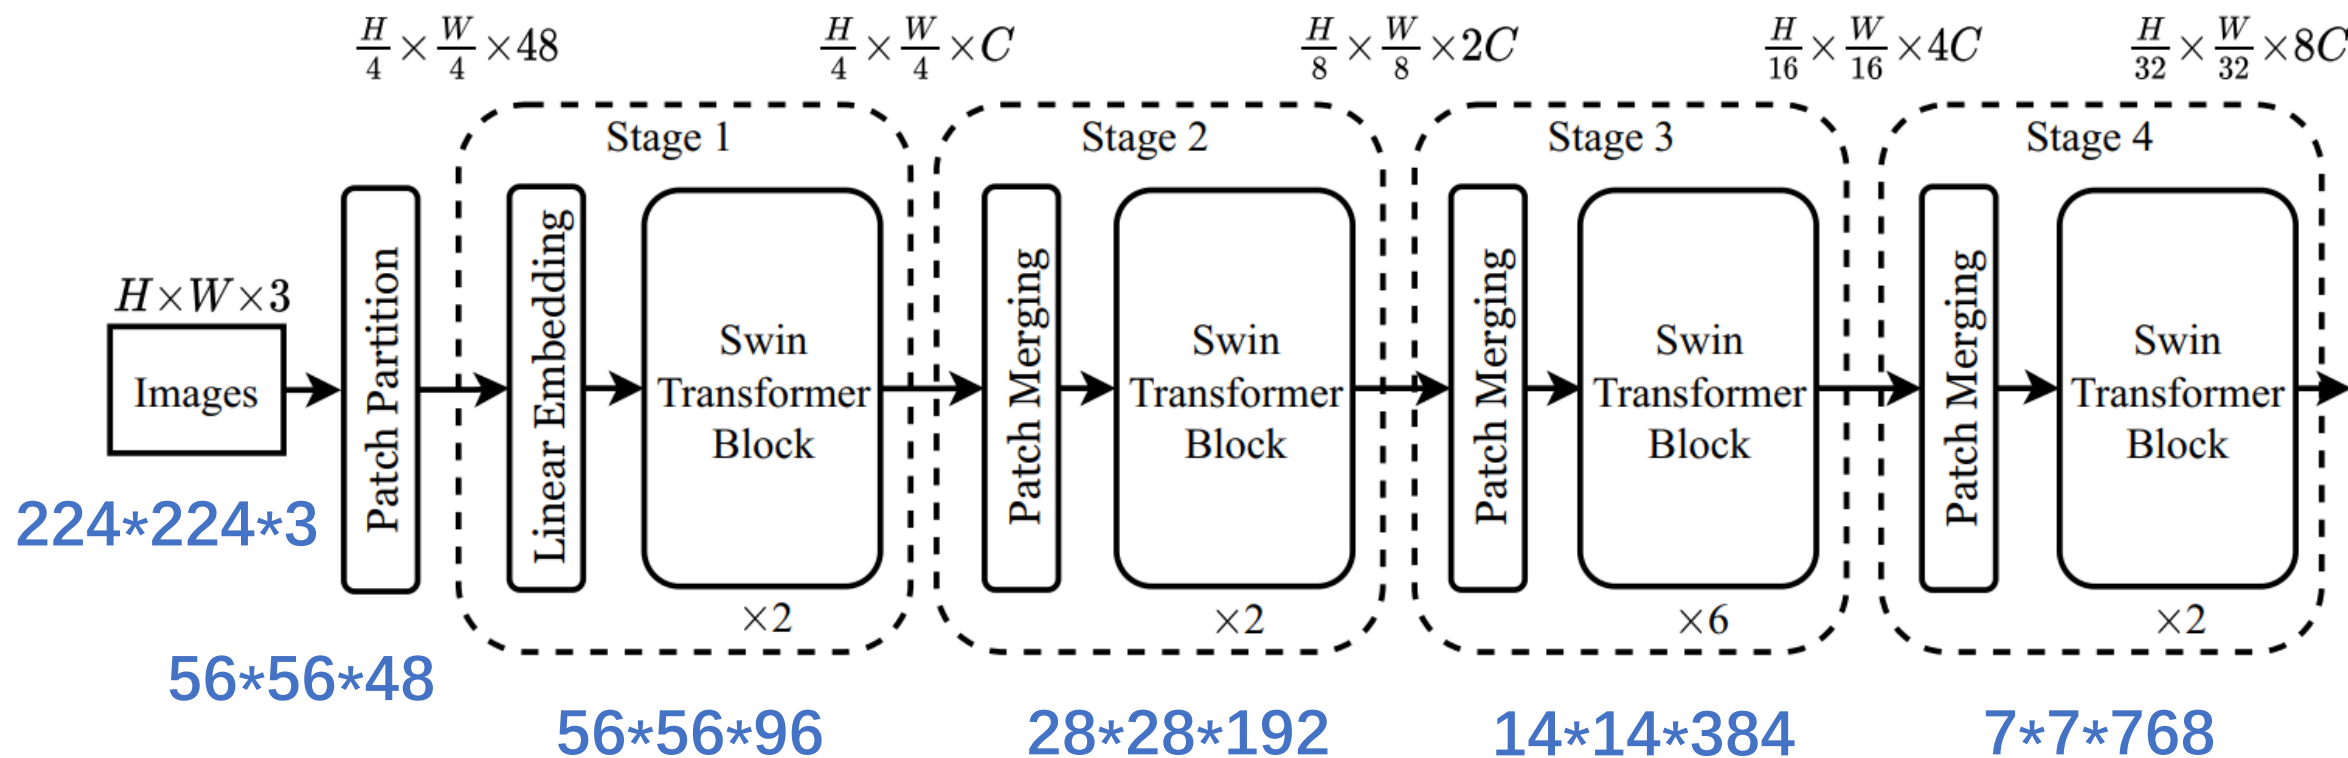 H/4 × W/4 × 48
H/4 × W/4 × C
H/8 × W/8 × 2C
H/16 × W/16 × 4C
H/32 × W/32 × 8C
Stage 1
Stage 2
Stage 3
Stage 4
H × W × 3
Images
Patch Partition
Linear Embedding
Swin
Transformer
Block
×2
Patch Merging
Swin
Transformer
Block
×2
Patch Merging
Swin
Transformer
Block
×6
Patch Merging
Swin
Transformer
Block
×2
224*224*3
56*56*48
56*56*96
28*28*192
14*14*384
7*7*768